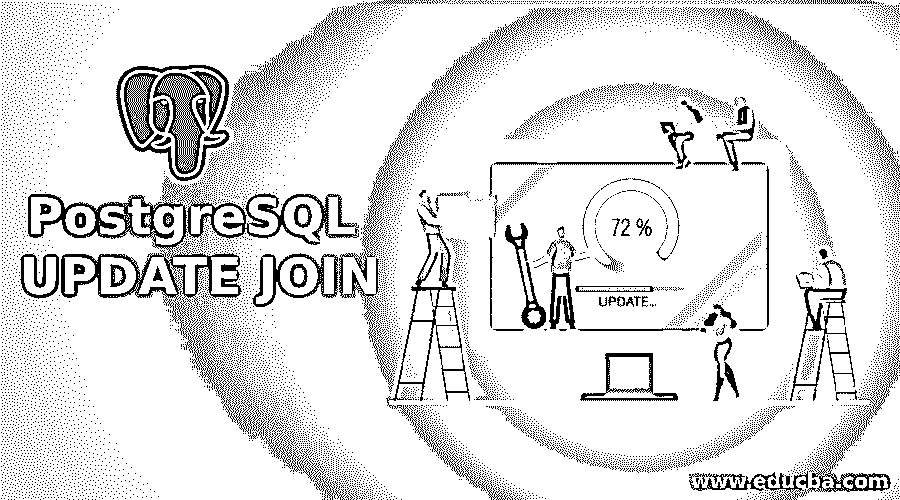 PostgreSQL
UPDATE JOIN
72 %
UPDATE...
www.educba.com